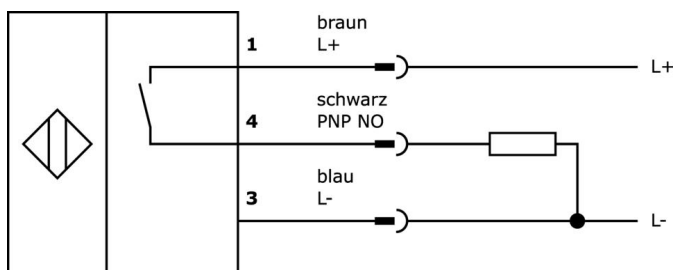 braun
1 L+
L+
schwarz
4 PNP NO
blau
3 L-
L-